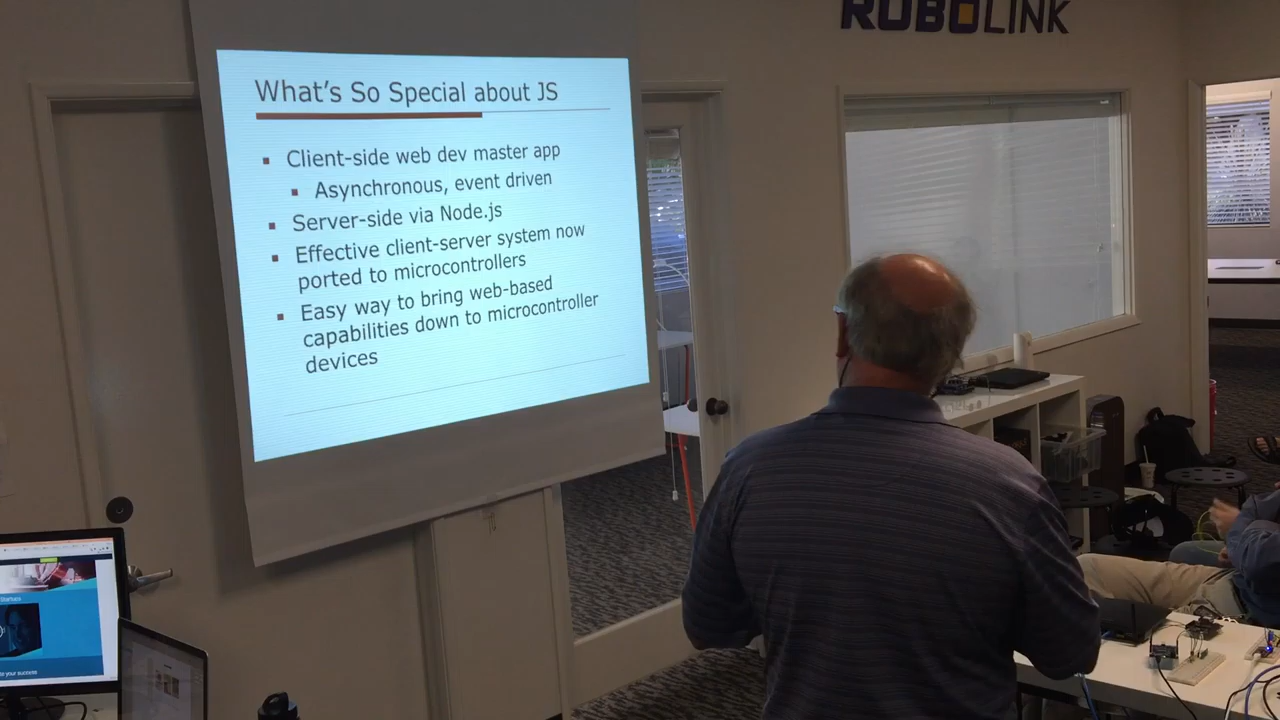 ROBOLINK
What's So Special about JS
Client-side web dev master app
Asynchronous, event driven
Server-side via Node.js
Effective client-server system now
ported to microcontrollers
Easy way to bring web-based
capabilities down to microcontroller
devices